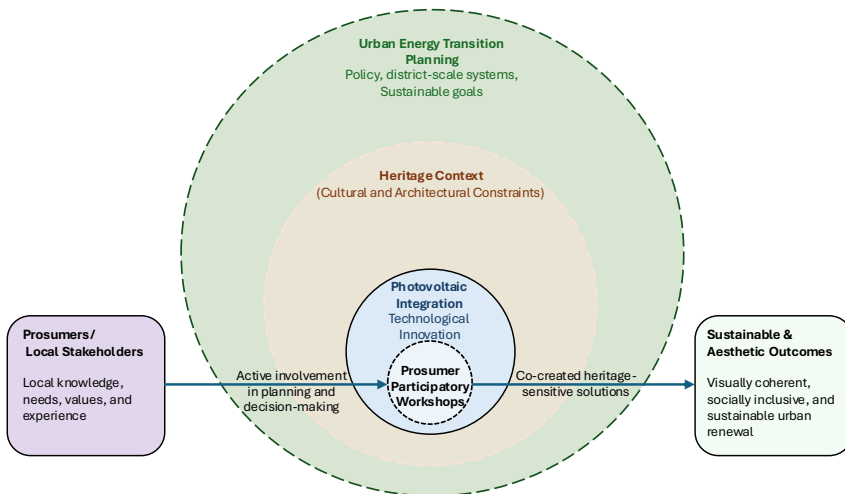 Urban Energy Transition
Planning
Policy, district-scale systems,
Sustainable goals
Heritage Context
(Cultural and Architectural Constraints)
Photovoltaic
Integration
Technological
Innovation
Prosumers/
Local Stakeholders
Local knowledge,
needs, values, and
experience
Active involvement
in planning and
decision-making
Prosumer
Participatory
Workshops
Co-created heritage-
sensitive solutions
Sustainable &
Aesthetic Outcomes
Visually coherent,
socially inclusive, and
sustainable urban
renewal